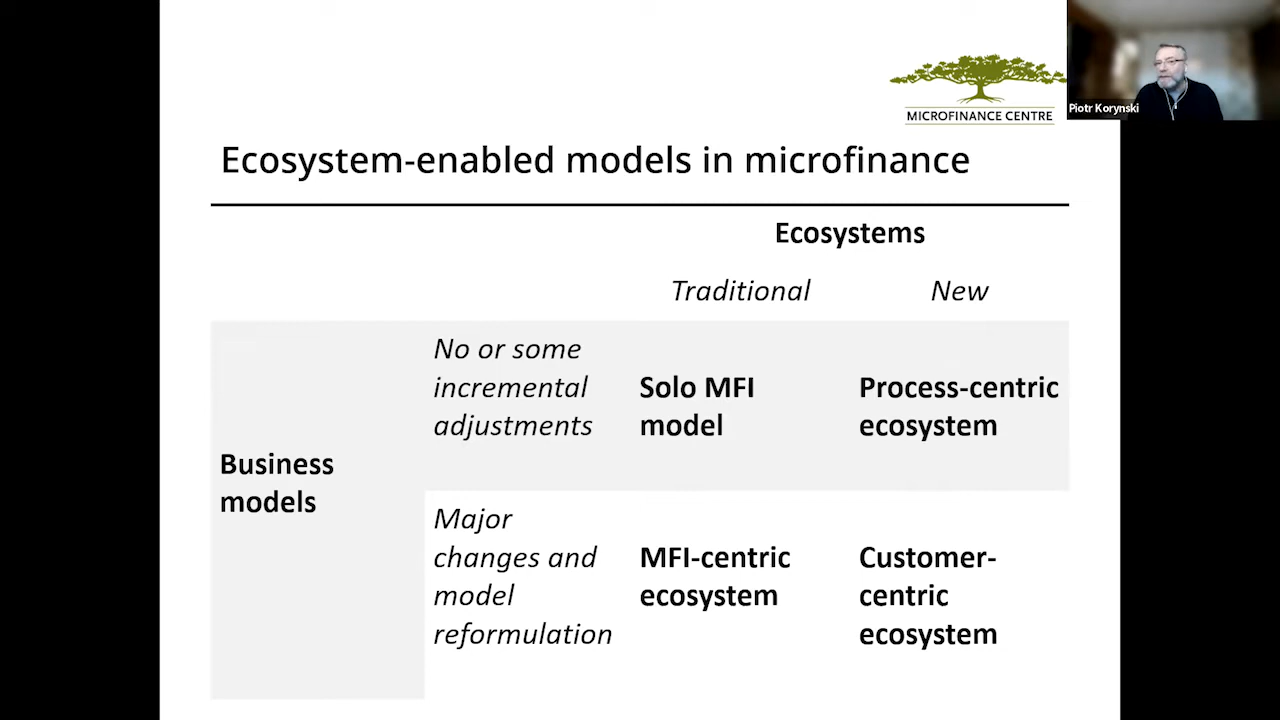 MICROFINANCE CENTRE
Piotr Korynski
Ecosystem-enabled models in microfinance
Ecosystems
Traditional
New
No or some
incremental
adjustments
Solo MFI
model
Process-centric
ecosystem
Business
models
Major
changes and
model
reformulation
MFI-centric
ecosystem
Customer-
centric
ecosystem